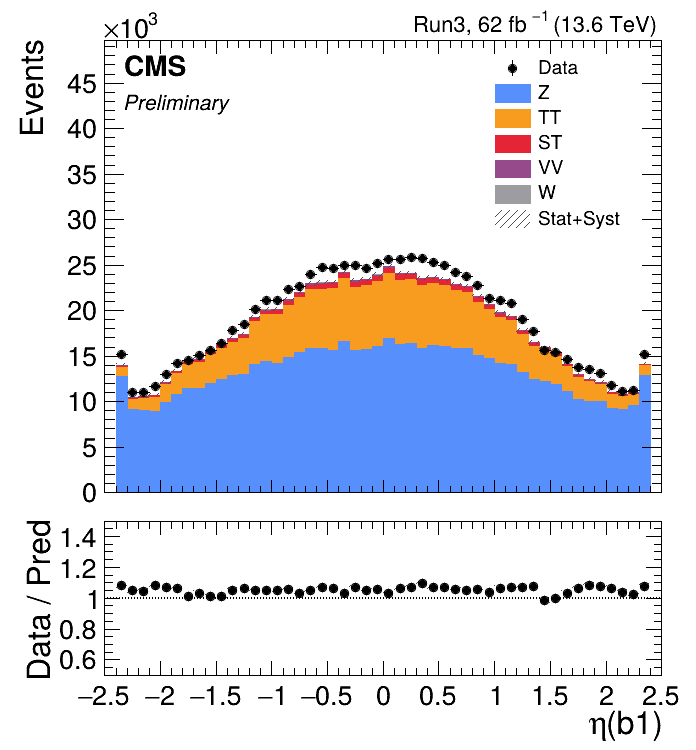 ×10³ Run3, 62 fb⁻¹ (13.6 TeV)
CMS
Preliminary
Events
45
40
35
30
25
20
15
10
5
0
Data
Z
TT
ST
VV
W
Stat+Syst
Data / Pred
1.4
1.2
1
0.8
0.6
−2.5 −2 −1.5 −1 −0.5 0 0.5 1 1.5 2 2.5
η(b1)